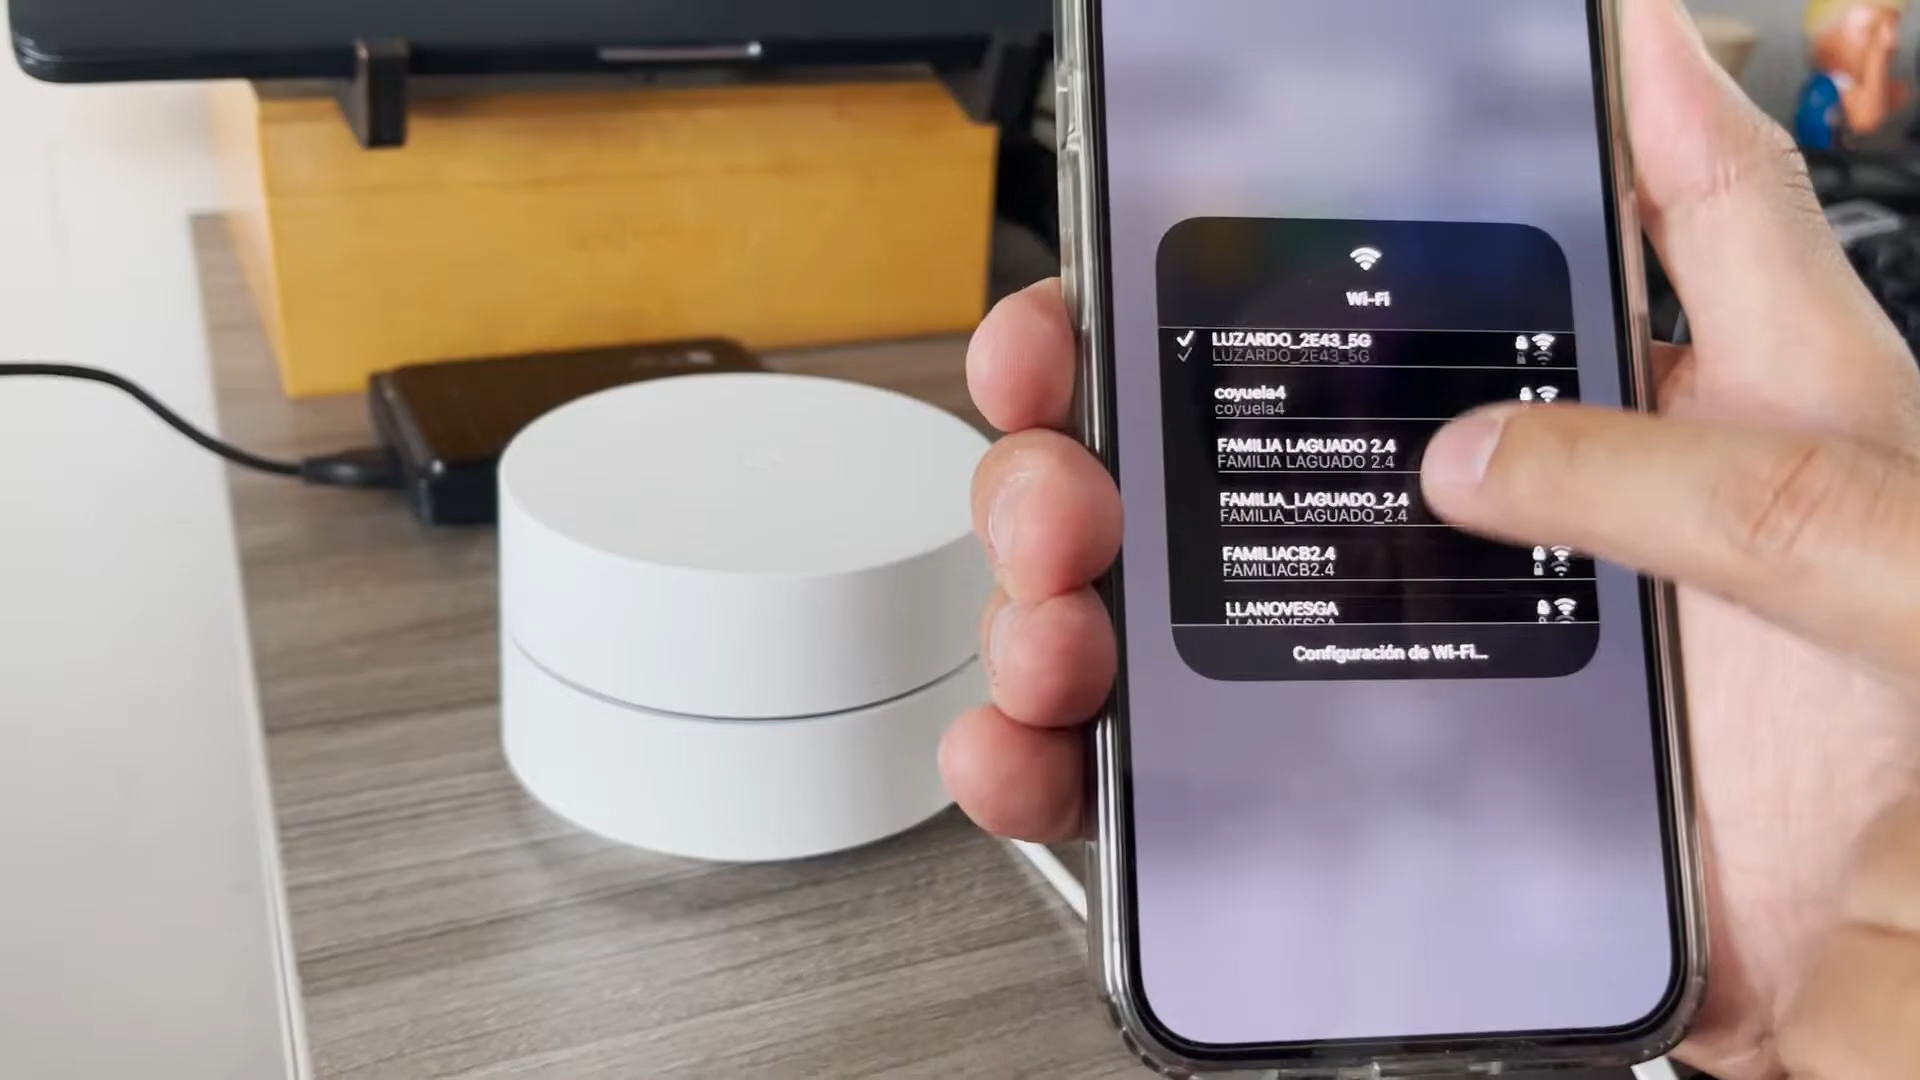 Wi-Fi
LUZARDO_2E43_5G
LUZARDO_2E43_5G
coyuela4
coyuela4
FAMILIA LAGUADO 2.4
FAMILIA LAGUADO 2.4
FAMILIA_LAGUADO_2.4
FAMILIA_LAGUADO_2.4
FAMILIACB2.4
FAMILIACB2.4
LLANOVESGA
LLANOVESGA
Configuración de Wi-Fi...